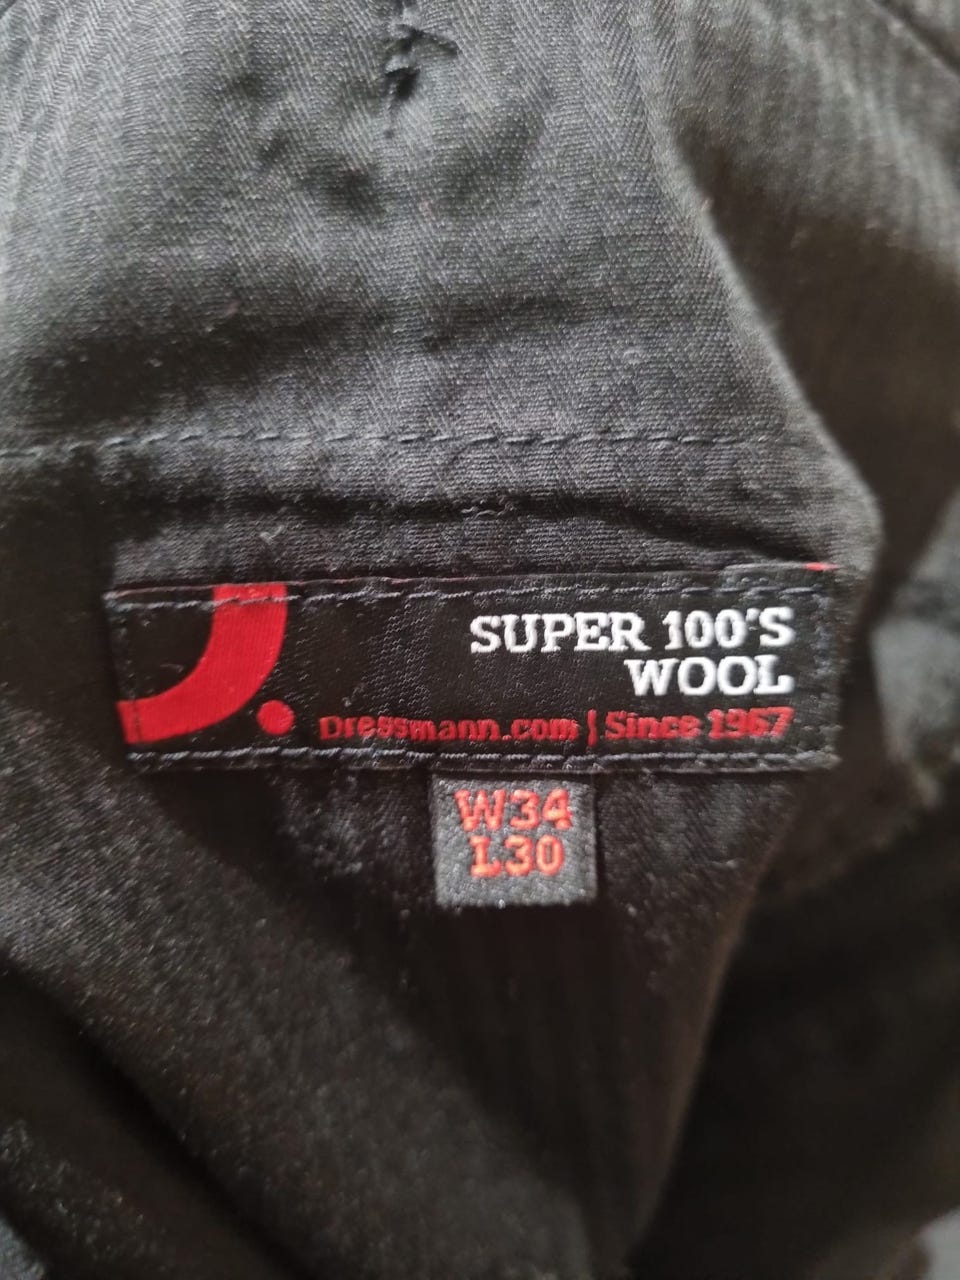 SUPER 100'S
WOOL
Dressmann.com | Since 1967
W34
L30